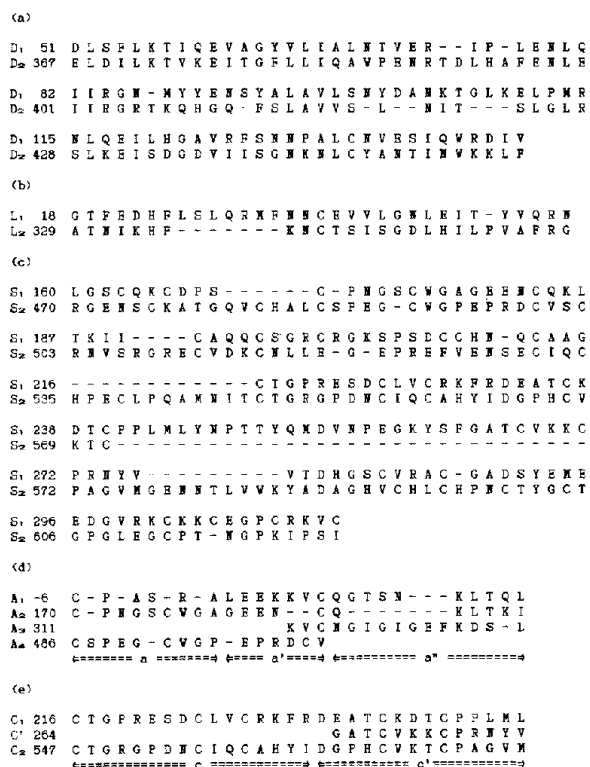 (a)
D₁ 51 D L S F L K T I Q E V A G Y V L I A L N T V E R - - I P - L E N L Q
D₂ 367 E L D I L K T V K E I T G F L L I Q A W P E N R T D L H A F E N L E
D₁ 82 I I R G N - M Y Y E N S Y A L A V L S N Y D A N K T G L K E L P M R
D₂ 401 I I R G R T K Q H G Q - F S L A V V S - L - - N I T - - - - S L G L R
D₁ 115 N L Q E I L H G A V R F S N N P A L C N V E S I Q W R D I V
D₂ 428 S L K E I S D G D V I I S G N K N L C Y A N T I N W K K L F
(b)
L₁ 18 G T F E D H F L S L Q R M F N N C E V V L G N L E I T - Y V Q R N
L₂ 329 A T N I K H F - - - - - - - K N C T S I S G D L H I L P V A F R G
(c)
S₁ 160 L G S C Q K C D P S - - - - - - C - P N G S C W G A G E E N C Q K L
S₂ 470 R G E N S C K A T G Q V C H A L C S P E G - C W G P E P R D C V S C
S₁ 187 T K I I - - - - C A Q Q C S G R C R G K S P S D C C H N - Q C A A G
S₂ 503 R N V S R G R E C V D K C N L L E - G - E P R E F V E N S E C I Q C
S₁ 216 - - - - - - - - - - - - C T G P R E S D C L V C R K F R D E A T C K
S₂ 535 H P E C L P Q A M N I T C T G R G P D N C I Q C A H Y I D G P H C V
S₁ 238 D T C P P L M L Y N P T T Y Q M D V N P E G K Y S F G A T C V K K C
S₂ 569 K T C - - - - - - - - - - - - - - - - - - - - - - - - - - - - - - -
S₁ 272 P R N Y V - - - - - - - - - V T D H G S C V R A C - G A D S Y E M E
S₂ 572 P A G V M G E N N T L V W K Y A D A G H V C H L C H P N C T Y G C T
S₁ 296 E D G V R K C K K C E G P C R K V C
S₂ 606 G P G L E G C P T - N G P K I P S I
(d)
A₁ -6 C - P - A S - R - A L E E K K V C Q G T S N - - - K L T Q L
A₂ 170 C - P N G S C W G A G E E N - - C Q - - - - - - - K L T K I
A₃ 311 K V C N G I G I G E F K D S - L
A₄ 486 C S P E G - C W G P - E P R D C V
a a' a"
(e)
C₁ 216 C T G P R E S D C L V C R K F R D E A T C K D T C P P L M L
C' 264 G A T C V K K C P R N Y V
C₂ 547 C T G R G P D N C I Q C A H Y I D G P H C V K T C P A G V M
c c'